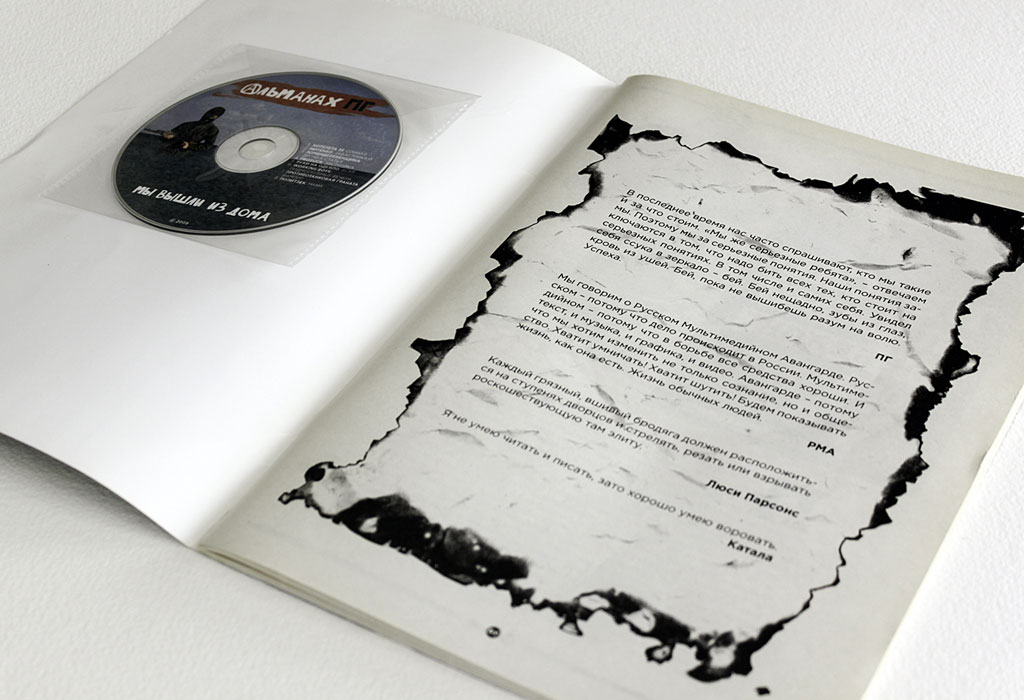 Альманах ПГ
МЫ ВЫШЛИ ИЗ ДОМА
© 2009
В последнее время нас часто спрашивают, кто мы такие
и за что стоим. «Мы же серьезные ребята», – отвечаем
мы. Поэтому мы за серьезные понятия. Наши понятия за-
ключаются в том, что надо бить всех тех, кто стоит на
серьезных понятиях. В том числе и самих себя. Увидел
себя ссука в зеркало – бей. Бей нещадно, зубы из глаз,
кровь из ушей. Бей, пока не вышибешь разум на волю.
Успеха.
ПГ
Мы говорим о Русском Мультимедийном Авангарде. Рус-
ском – потому что дело происходит в России. Мультиме-
дийном – потому что в борьбе все средства хороши. И
текст, и музыка, и графика, и видео. Авангарде – потому
что мы хотим изменить не только сознание, но и обще-
ство. Хватит умничать! Хватит шутить! Будем показывать
жизнь, как она есть. Жизнь обычных людей.
РМА
Каждый грязный, вшивый бродяга должен расположить-
ся на ступенях дворцов и стрелять, резать или взрывать
роскошествующую там элиту.
Люси Парсонс
Я не умею читать и писать, зато хорошо умею воровать.
Катала